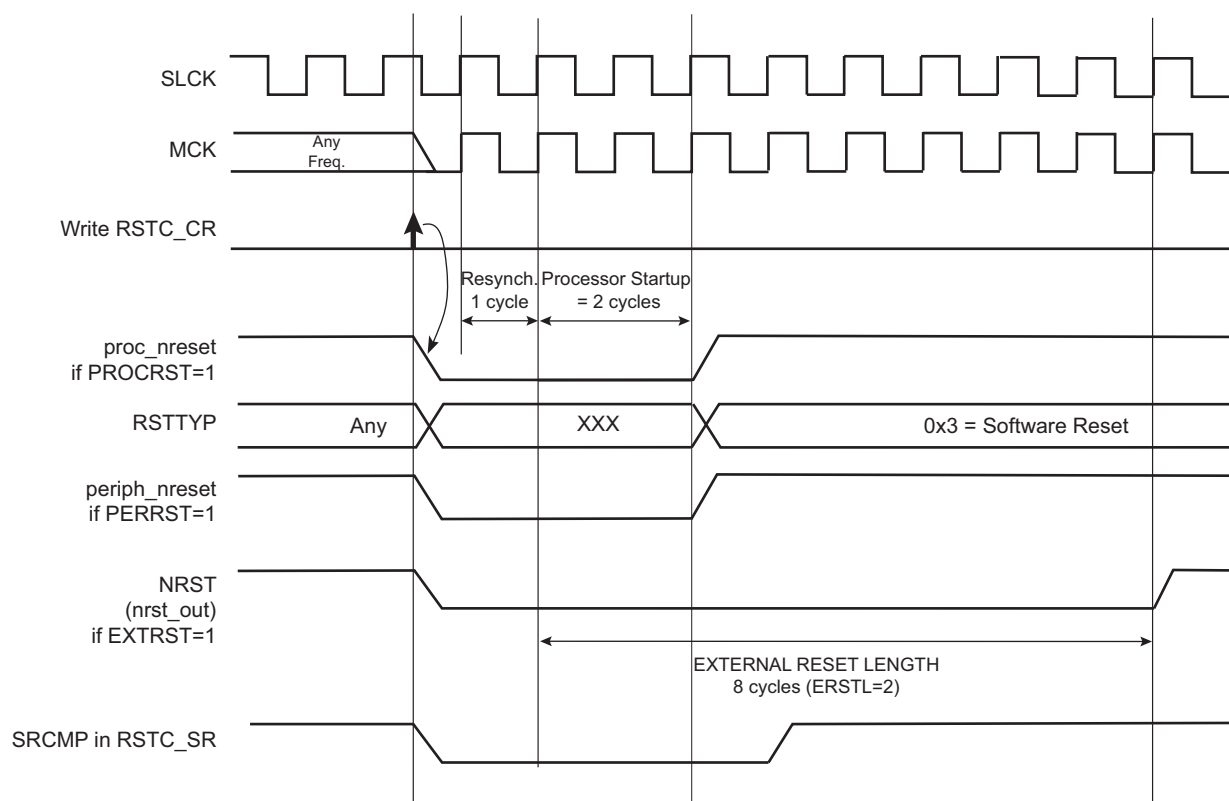 SLCK
MCK
Any
Freq.
Write RSTC_CR
Resynch.
1 cycle
Processor Startup
= 2 cycles
proc_nreset
if PROCRST=1
RSTTYP
Any
XXX
0x3 = Software Reset
periph_nreset
if PERRST=1
NRST
(nrst_out)
if EXTRST=1
EXTERNAL RESET LENGTH
8 cycles (ERSTL=2)
SRCMP in RSTC_SR